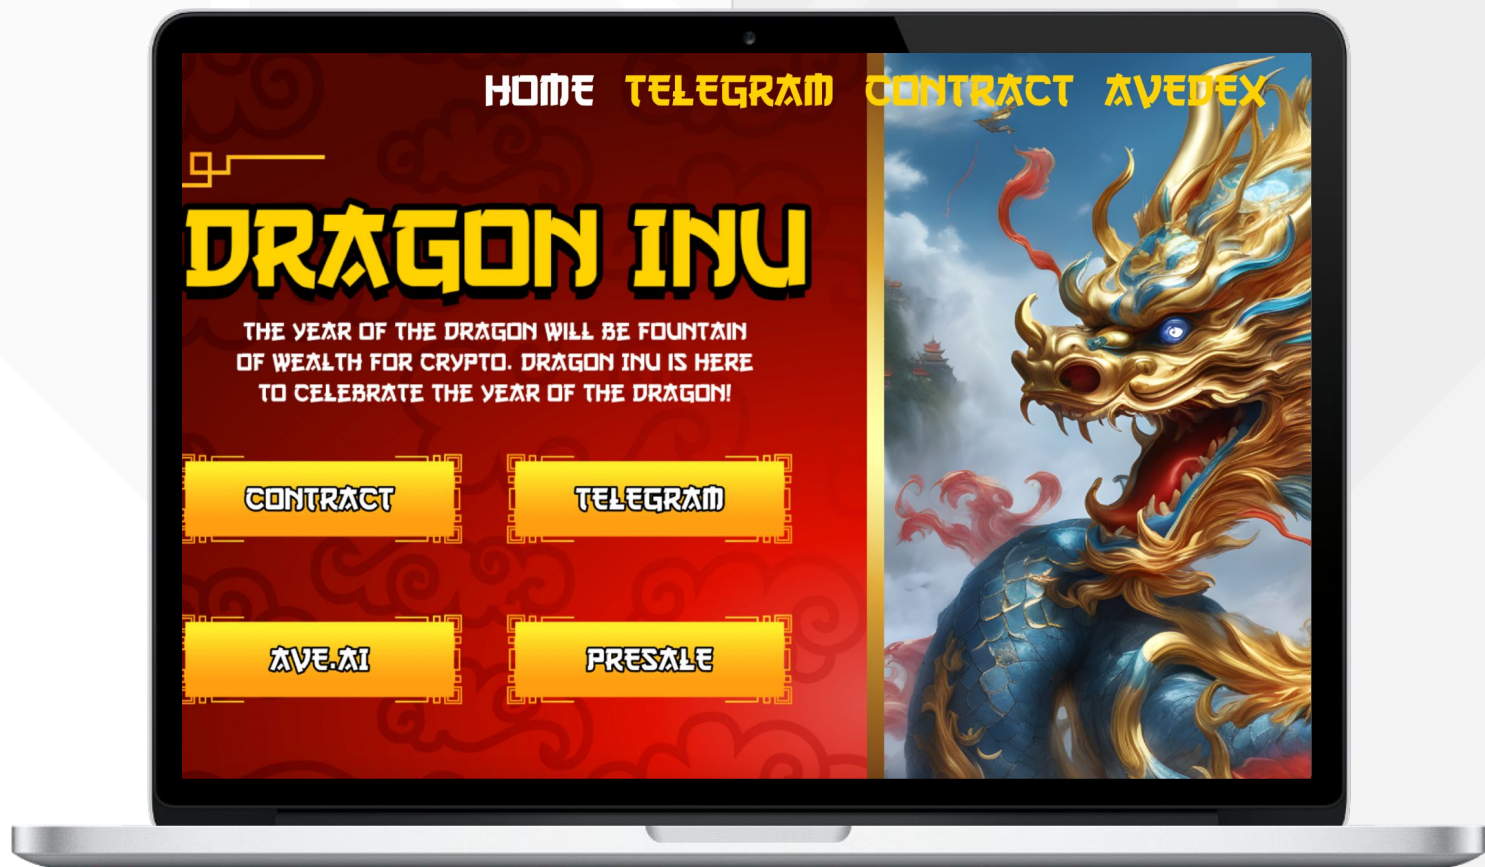 HOME TELEGRAM CONTRACT AVEDEX
DRAGON INU
THE YEAR OF THE DRAGON WILL BE FOUNTAIN
OF WEALTH FOR CRYPTO. DRAGON INU IS HERE
TO CELEBRATE THE YEAR OF THE DRAGON!
CONTRACT TELEGRAM
AVE.AI PRESALE